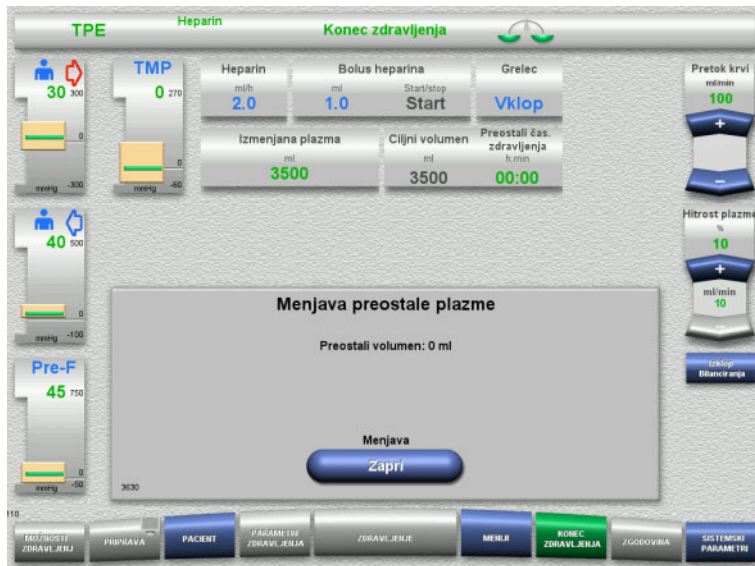 TPE
Heparin
Konec zdravljenja
30 300
0
mmHg -300
TMP
0 270
0
mmHg -60
Heparin
ml/h
2.0
Bolus heparina
ml Start/stop
1.0 Start
Grelec
Vklop
Izmenjana plazma
ml
3500
Ciljni volumen
ml
3500
Preostali čas.
zdravljenja
h:min
00:00
Pretok krvi
ml/min
100
+
–
40 500
0
mmHg -100
Hitrost plazme
%
10
+
ml/min
10
–
Izklop
Bilanciranja
Pre-F
45 750
0
mmHg -50
Menjava preostale plazme
Preostali volumen: 0 ml
Menjava
Zapri
3630
MOŽNOSTI
ZDRAVLJENJ
PRIPRAVA
PACIENT
PARAMETRI
ZDRAVLJENJA
ZDRAVLJENJE
MENIJI
KONEC
ZDRAVLJENJA
ZGODOVINA
SISTEMSKI
PARAMETRI